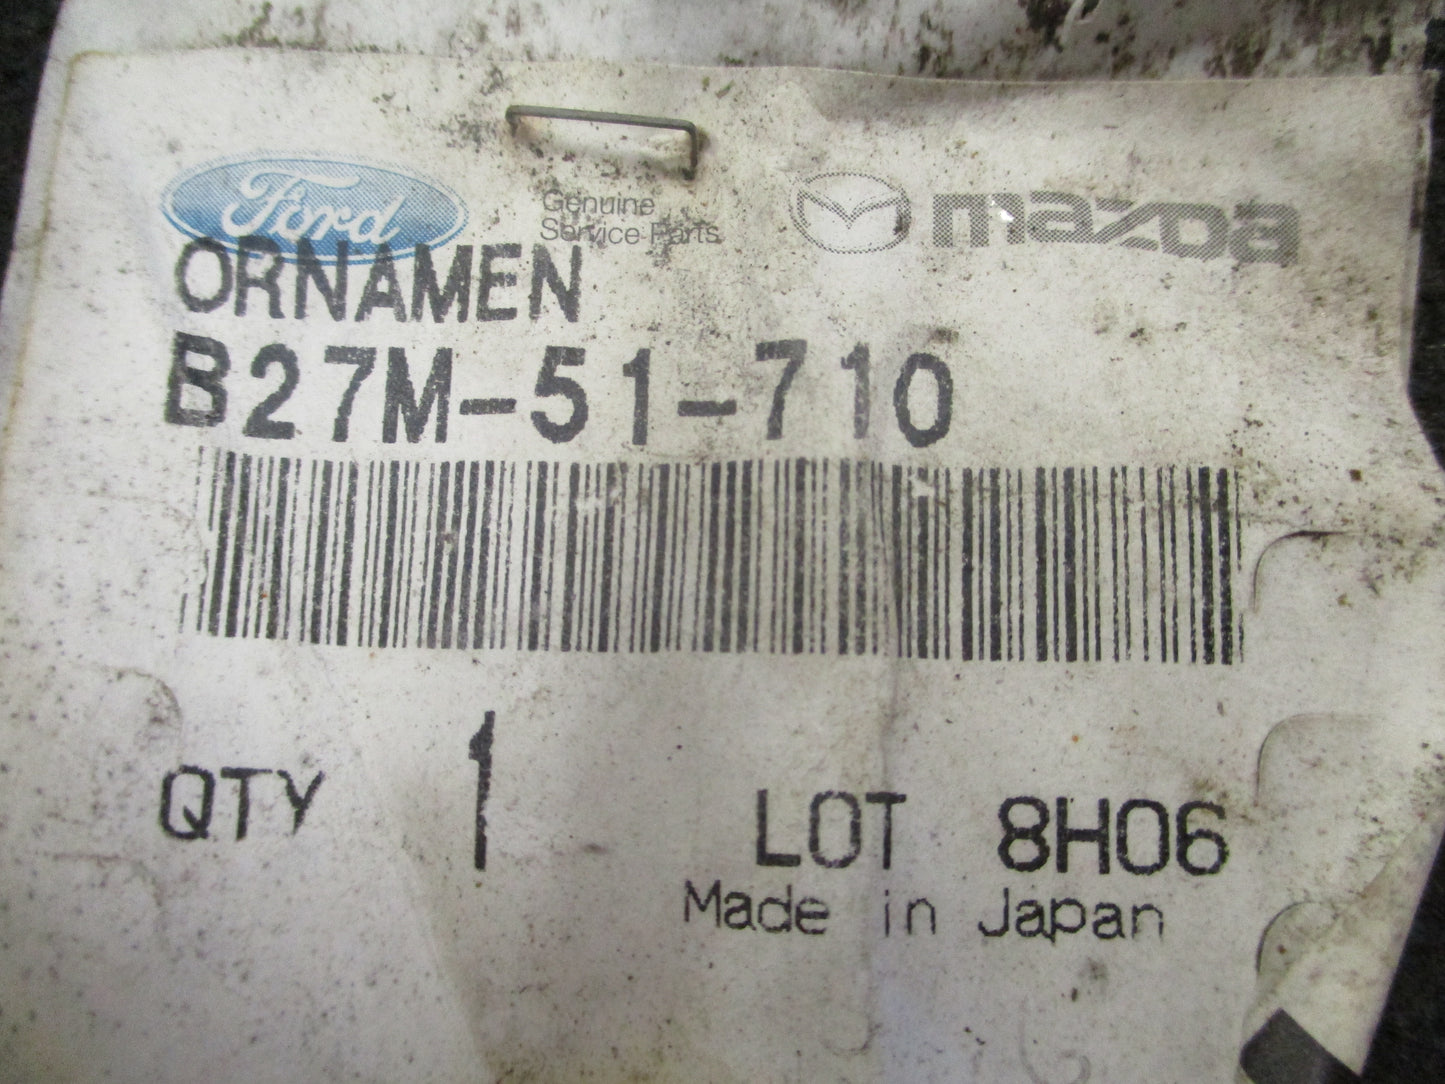 Ford
Genuine
Service Parts
mazda
ORNAMEN
B27M-51-710
QTY 1 LOT 8H06
Made in Japan